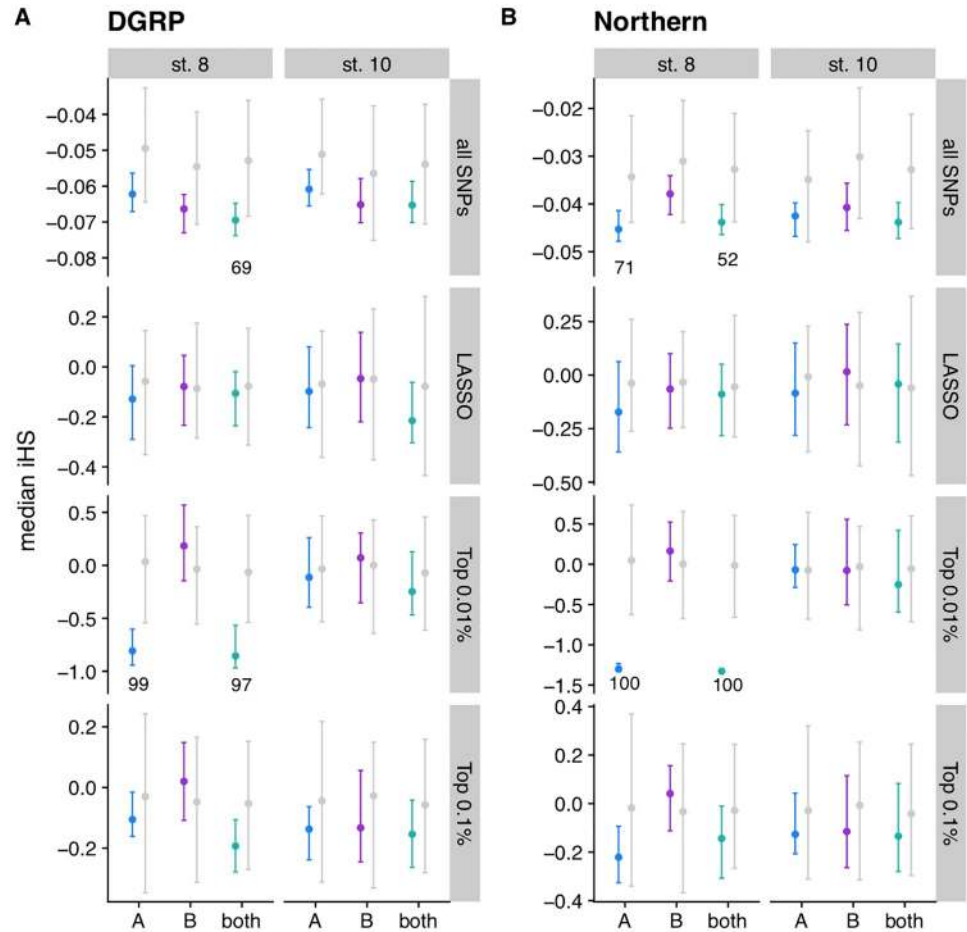 A DGRP
st. 8 st. 10
−0.04
−0.05
−0.06
−0.07
−0.08
69
all SNPs
0.2
0.0
−0.2
−0.4
LASSO
0.5
0.0
−0.5
−1.0
99 97
Top 0.01%
0.2
0.0
−0.2
Top 0.1%
A B both A B both
median iHS
B Northern
st. 8 st. 10
−0.02
−0.03
−0.04
−0.05
71 52
all SNPs
0.25
0.00
−0.25
−0.50
LASSO
0.5
0.0
−0.5
−1.0
−1.5
100 100
Top 0.01%
0.4
0.2
0.0
−0.2
−0.4
Top 0.1%
A B both A B both